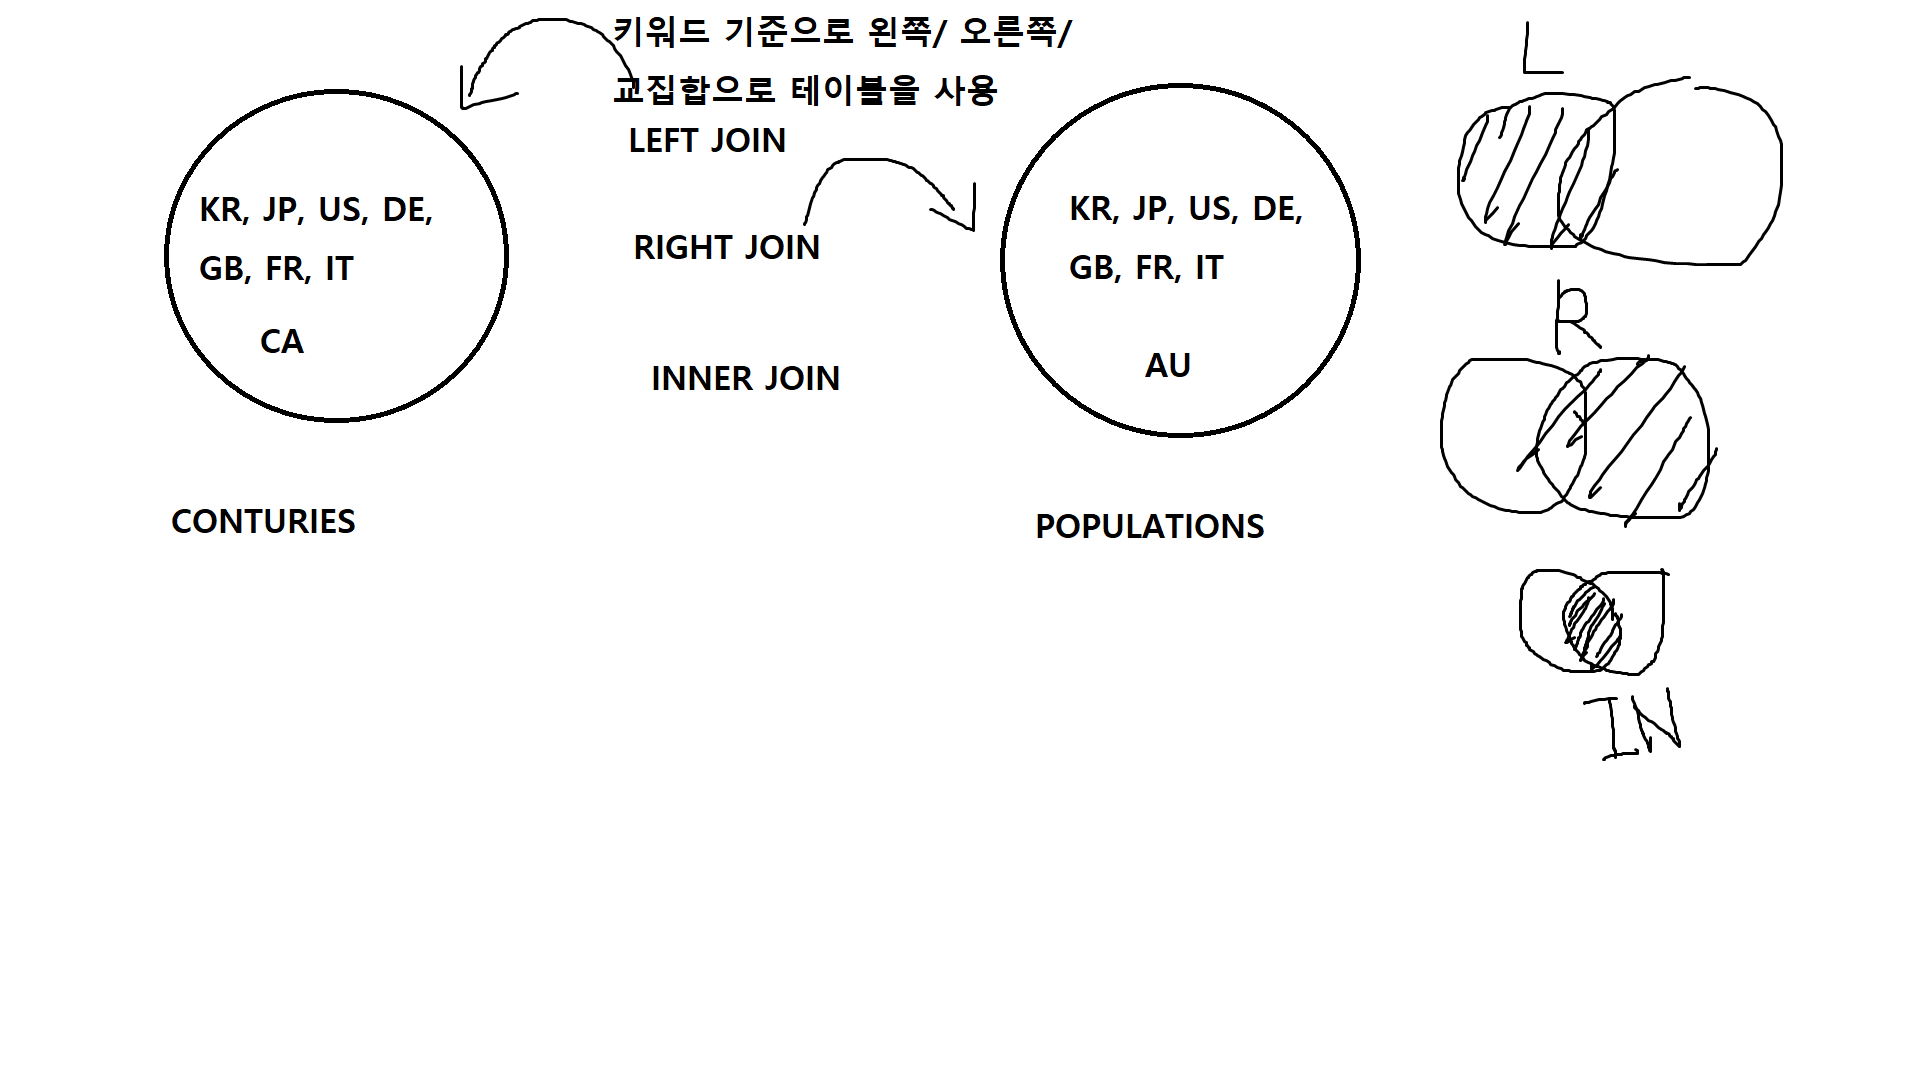 키워드 기준으로 왼쪽/ 오른쪽/
교집합으로 테이블을 사용
LEFT JOIN
RIGHT JOIN
INNER JOIN
KR, JP, US, DE,
GB, FR, IT
CA
CONTURIES
KR, JP, US, DE,
GB, FR, IT
AU
POPULATIONS
L
R
IN